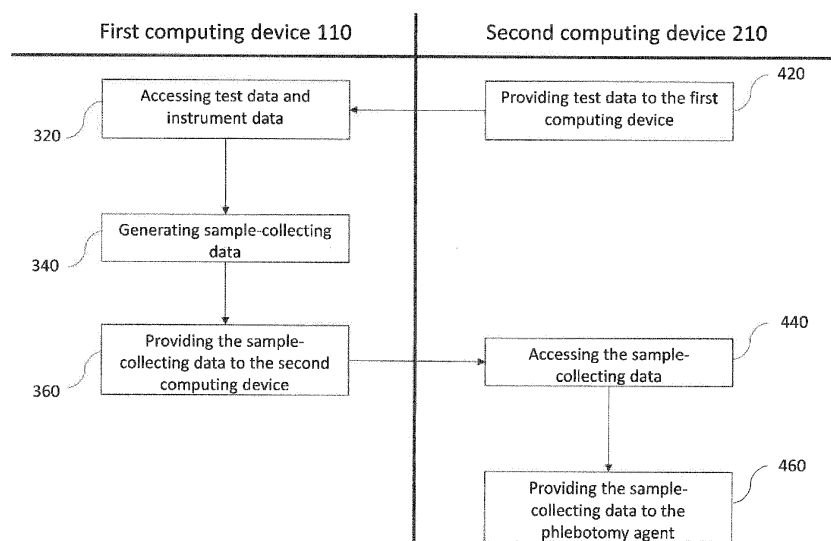 First computing device 110
Second computing device 210
420
Accessing test data and
instrument data
Providing test data to the first
computing device
320
Generating sample-collecting
data
340
Providing the sample-
collecting data to the second
computing device
360
440
Accessing the sample-
collecting data
460
Providing the sample-
collecting data to the
phlebotomy agent